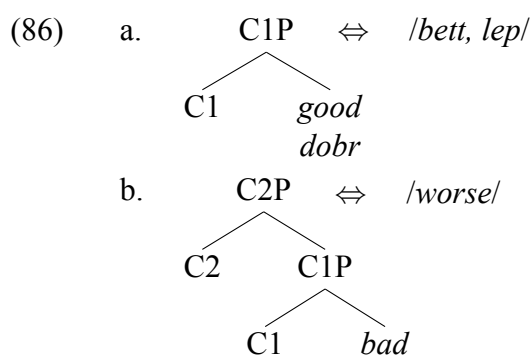 (86) a. C1P ⇔ /bett, lep/
C1 good
dobr
b. C2P ⇔ /worse/
C2 C1P
C1 bad